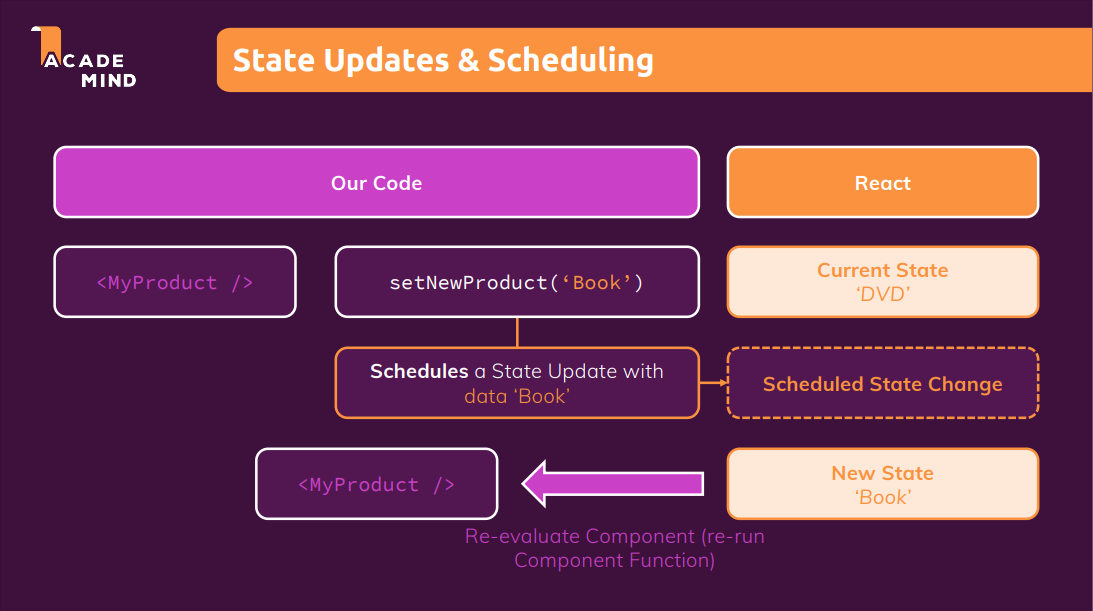 ACADE
MIND
State Updates & Scheduling
Our Code
React
<MyProduct />
setNewProduct(‘Book’)
Current State
‘DVD’
Schedules a State Update with
data ‘Book’
Scheduled State Change
<MyProduct />
New State
‘Book’
Re-evaluate Component (re-run
Component Function)